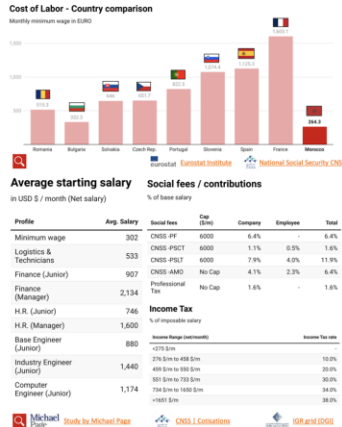 Cost of Labor - Country comparison
Monthly minimum wage in EURO
1,500
1,000
500
515.3
332.3
646
651.7
822.5
1,074.4
1,125.8
1,603.1
264.3
Romania
Bulgaria
Solvakia
Czech Rep.
Portugal
Slovenia
Spain
France
Morocco
eurostat Eurostat Institute
National Social Security CNS
Average starting salary
in USD $ / month (Net salary)
Profile Avg. Salary
Minimum wage 302
Logistics & Technicians 533
Finance (Junior) 907
Finance (Manager) 2,134
H.R. (Junior) 746
H.R. (Manager) 1,600
Base Engineer (Junior) 880
Industry Engineer (Junior) 1,440
Computer Engineer (Junior) 1,174
Michael Page Study by Michael Page
Social fees / contributions
% of base salary
Social fees Cap ($/m) Company Employee Total
CNSS -PF 6000 6.4% - 6.4%
CNSS -PSCT 6000 1.1% 0.5% 1.6%
CNSS -PSLT 6000 7.9% 4.0% 11.9%
CNSS -AMO No Cap 4.1% 2.3% 6.4%
Professional Tax No Cap 1.6% - 1.6%
Income Tax
% of imposable salary
Income Range (net/month) Income Tax rate
<275 $/m -
276 $/m to 458 $/m 10.0%
459 $/m to 550 $/m 20.0%
551 $/m to 733 $/m 30.0%
734 $/m to 1650 $/m 34.0%
>1651 $/m 38.0%
CNSS | Cotisations
IGR grid (DGI)